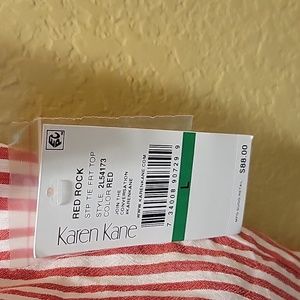 RED ROCK
STP TIE FRT TOP
STYLE 2L54173
COLOR RED
JOIN THE
CONVERSATION
#KARENKANE
WWW.KARENKANE.COM
Karen Kane
7 34008 90729 9
L
$88.00